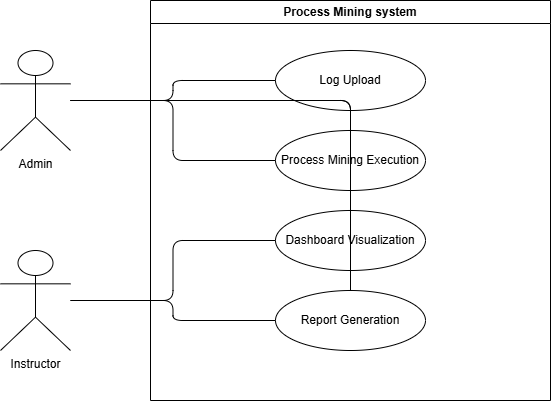 Process Mining system
Log Upload
Admin
Process Mining Execution
Dashboard Visualization
Report Generation
Instructor